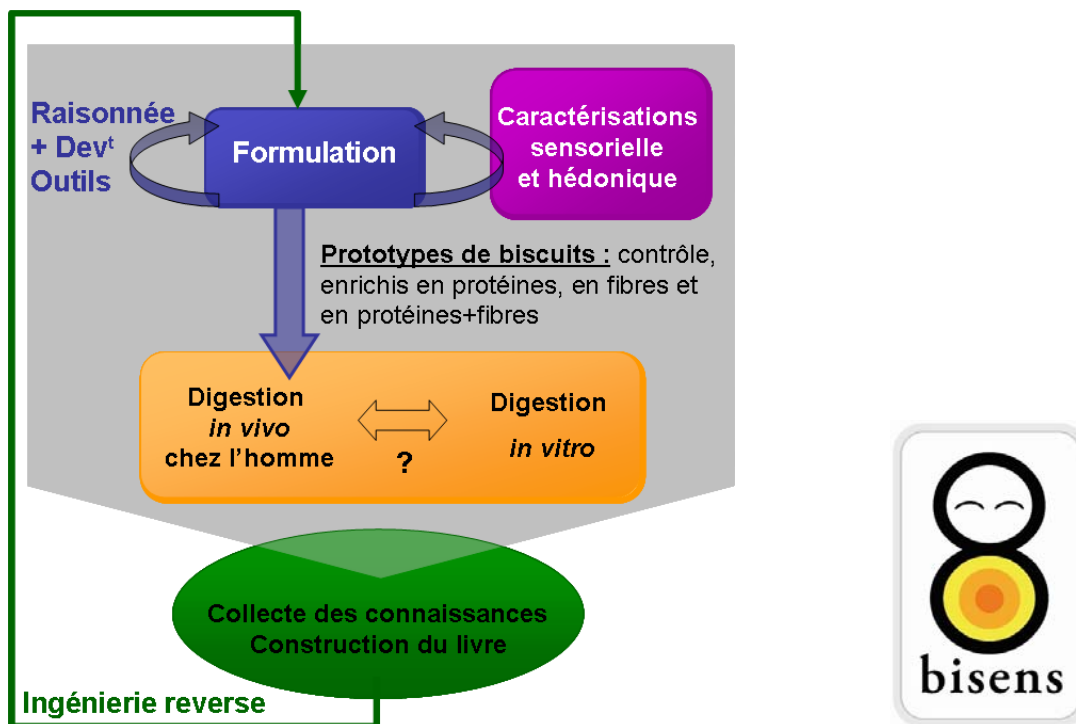 Raisonnée
+ Devᵗ
Outils
Formulation
Caractérisations
sensorielle
et hédonique
Prototypes de biscuits : contrôle,
enrichis en protéines, en fibres et
en protéines+fibres
Digestion
in vivo
chez l'homme
?
Digestion
in vitro
Collecte des connaissances
Construction du livre
Ingénierie reverse
bisens